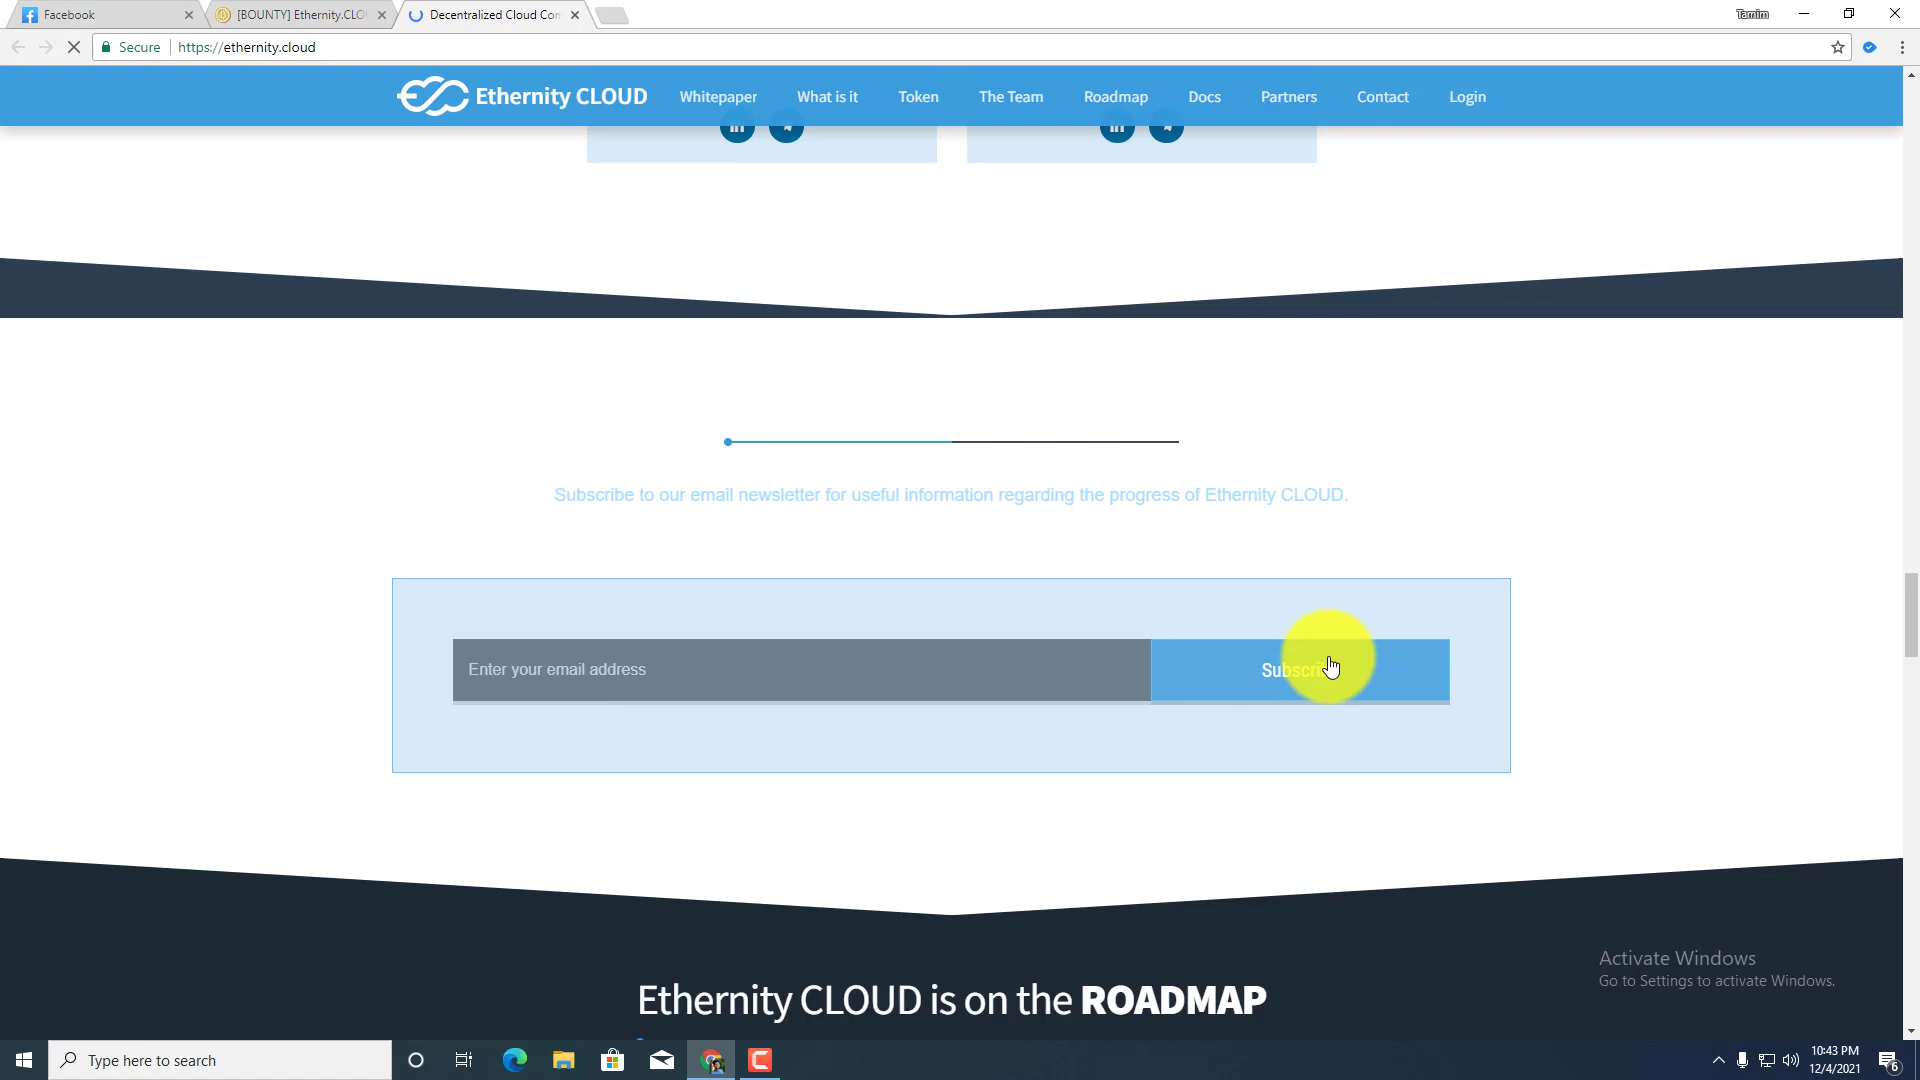 Facebook
[BOUNTY] Ethernity.CLO
Decentralized Cloud Com
Tamim
Secure
https://ethernity.cloud
Ethernity CLOUD
Whitepaper
What is it
Token
The Team
Roadmap
Docs
Partners
Contact
Login
Subscribe to our email newsletter for useful information regarding the progress of Ethernity CLOUD.
Enter your email address
Subscri
Activate Windows
Go to Settings to activate Windows.
Ethernity CLOUD is on the ROADMAP
Type here to search
10:43 PM
12/4/2021
6